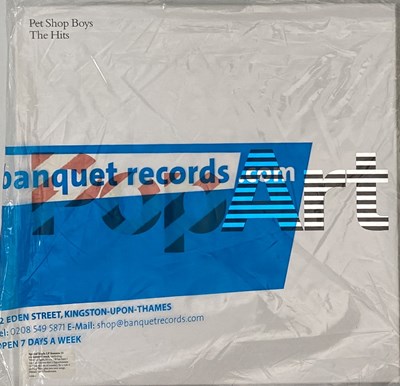 Pet Shop Boys
The Hits
banquet records.com
PopArt
2 EDEN STREET, KINGSTON-UPON-THAMES
el: 0208 549 5871 E-Mail: shop@banquetrecords.com
OPEN 7 DAYS A WEEK